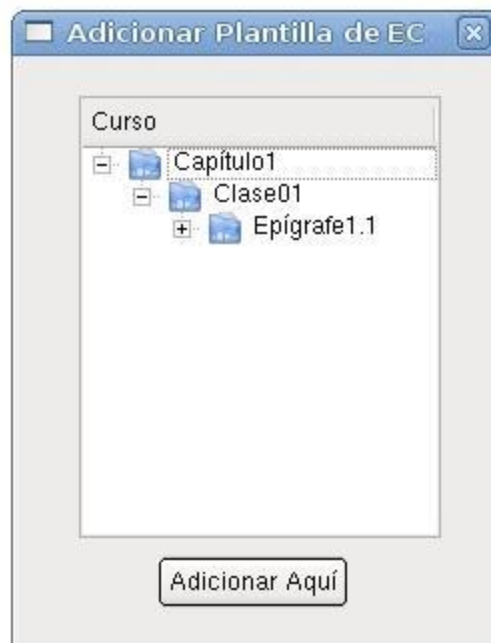 Adicionar Plantilla de EC
Curso
Capítulo1
Clase01
Epígrafe1.1
Adicionar Aquí